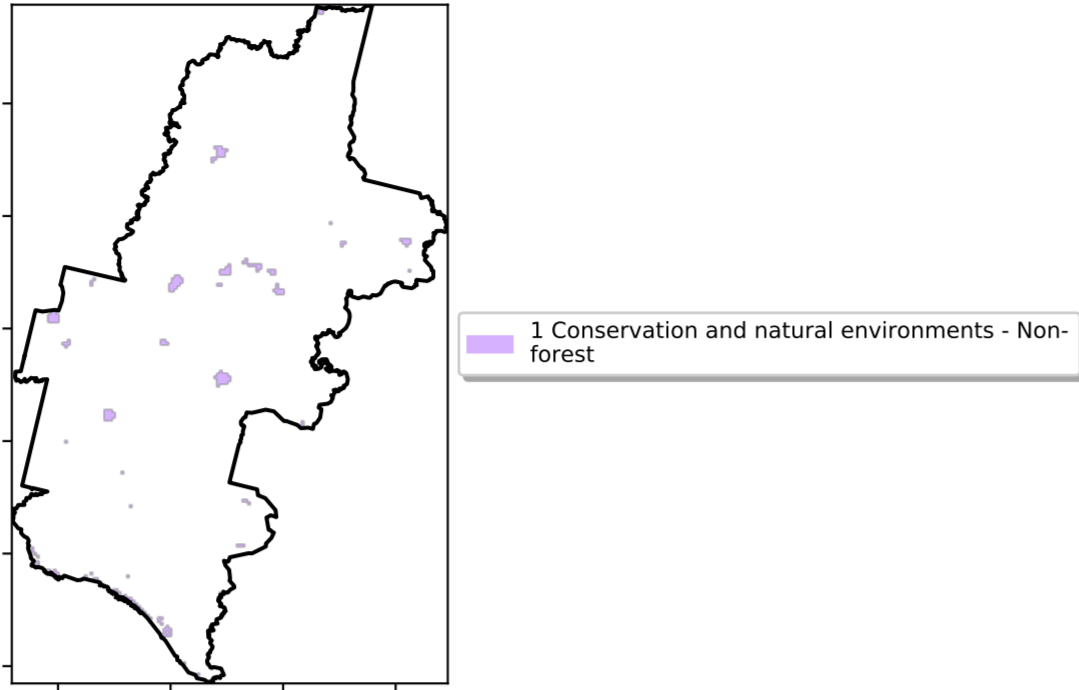 1 Conservation and natural environments - Non-
forest